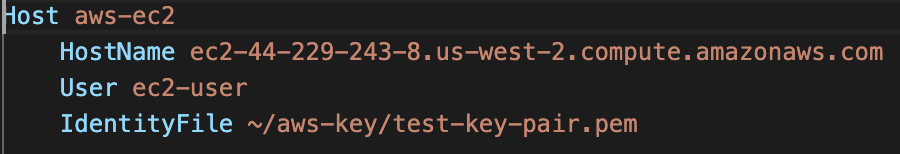 Host aws-ec2
HostName ec2-44-229-243-8.us-west-2.compute.amazonaws.com
User ec2-user
IdentityFile ~/aws-key/test-key-pair.pem